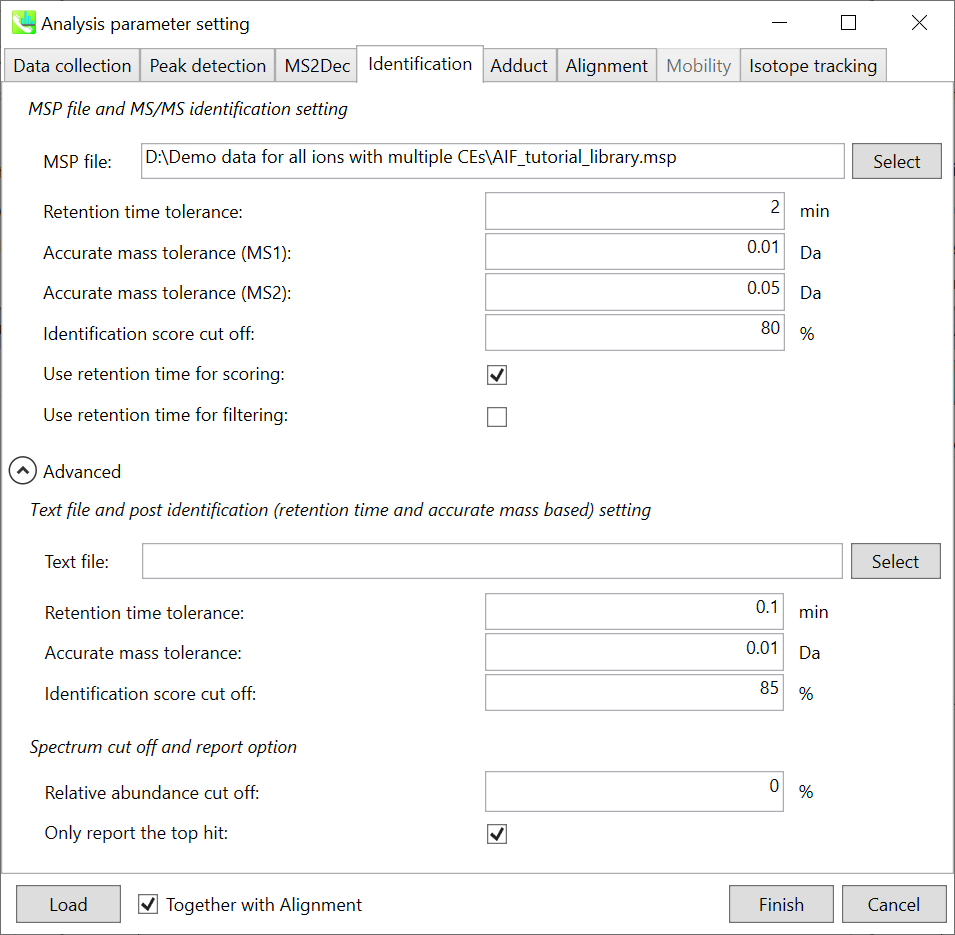 Analysis parameter setting
Data collection Peak detection MS2Dec Identification Adduct Alignment Mobility Isotope tracking
MSP file and MS/MS identification setting
MSP file: D:\Demo data for all ions with multiple CEs\AIF_tutorial_library.msp Select
Retention time tolerance: 2 min
Accurate mass tolerance (MS1): 0.01 Da
Accurate mass tolerance (MS2): 0.05 Da
Identification score cut off: 80 %
Use retention time for scoring:
Use retention time for filtering:
Advanced
Text file and post identification (retention time and accurate mass based) setting
Text file: Select
Retention time tolerance: 0.1 min
Accurate mass tolerance: 0.01 Da
Identification score cut off: 85 %
Spectrum cut off and report option
Relative abundance cut off: 0 %
Only report the top hit:
Load Together with Alignment Finish Cancel